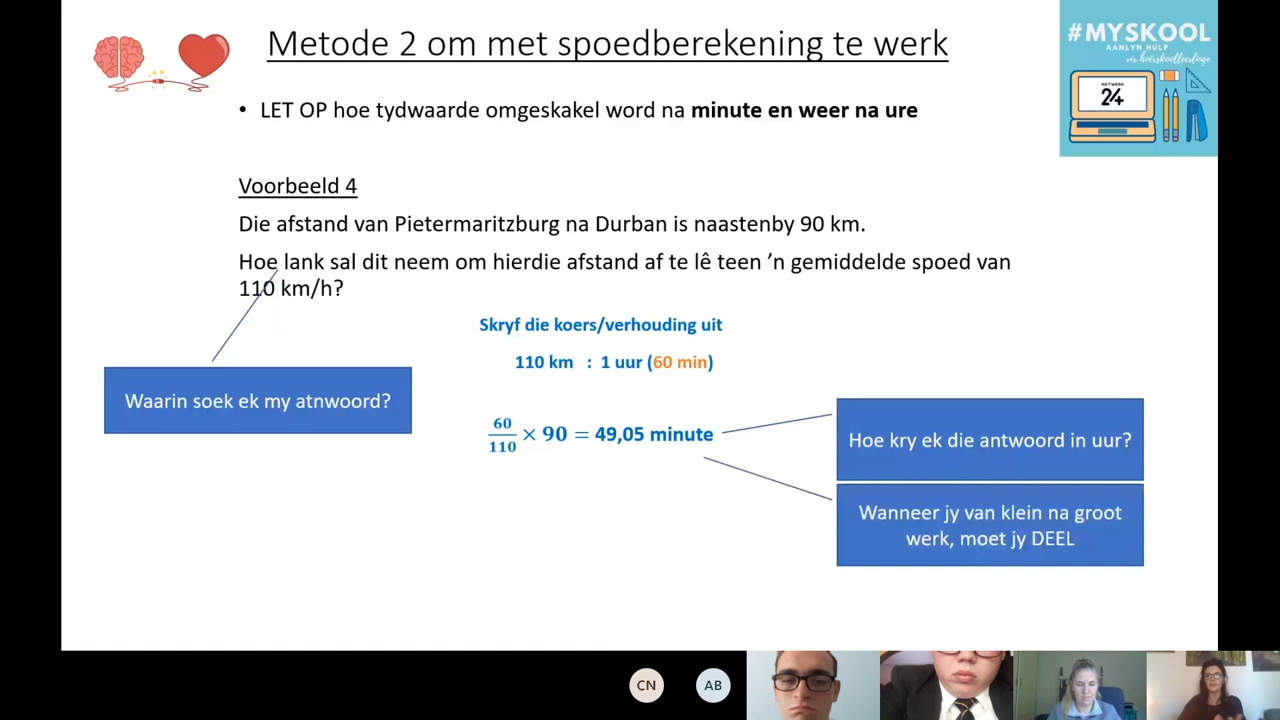 Metode 2 om met spoedberekening te werk
#MYSKOOL
AANLYN HULP
vir hoërskoolleerlinge
NETWERK
24
• LET OP hoe tydwaarde omgeskakel word na minute en weer na ure
Voorbeeld 4
Die afstand van Pietermaritzburg na Durban is naastenby 90 km.
Hoe lank sal dit neem om hierdie afstand af te lê teen ’n gemiddelde spoed van
110 km/h?
Skryf die koers/verhouding uit
110 km : 1 uur (60 min)
Waarin soek ek my atnwoord?
60/110 × 90 = 49,05 minute
Hoe kry ek die antwoord in uur?
Wanneer jy van klein na groot
werk, moet jy DEEL
CN
AB